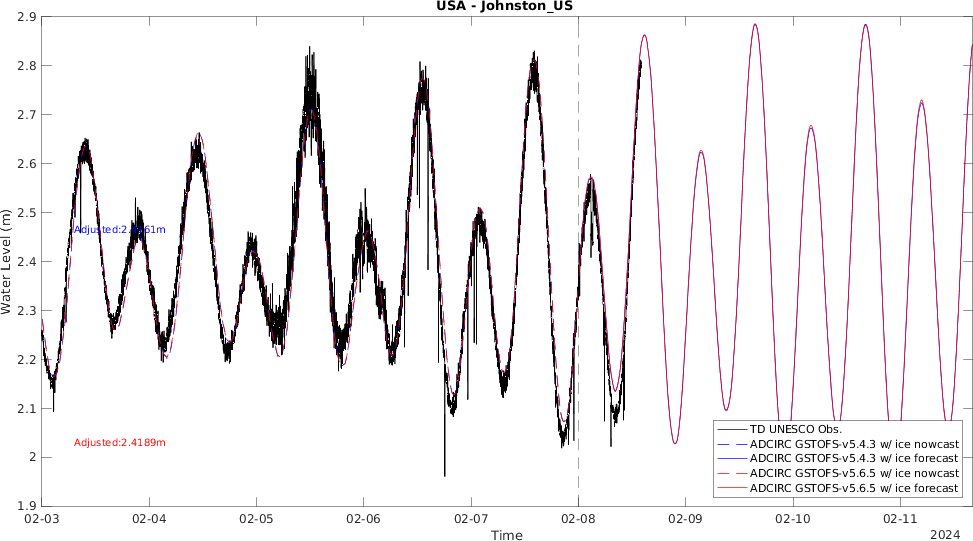 USA - Johnston_US
2.9
2.8
2.7
2.6
2.5
2.4
2.3
2.2
2.1
2
1.9
Water Level (m)
Adjusted:2.4189m
TD UNESCO Obs.
ADCIRC GSTOFS-v5.4.3 w/ ice nowcast
ADCIRC GSTOFS-v5.4.3 w/ ice forecast
ADCIRC GSTOFS-v5.6.5 w/ ice nowcast
ADCIRC GSTOFS-v5.6.5 w/ ice forecast
02-03 02-04 02-05 02-06 02-07 02-08 02-09 02-10 02-11
Time
2024